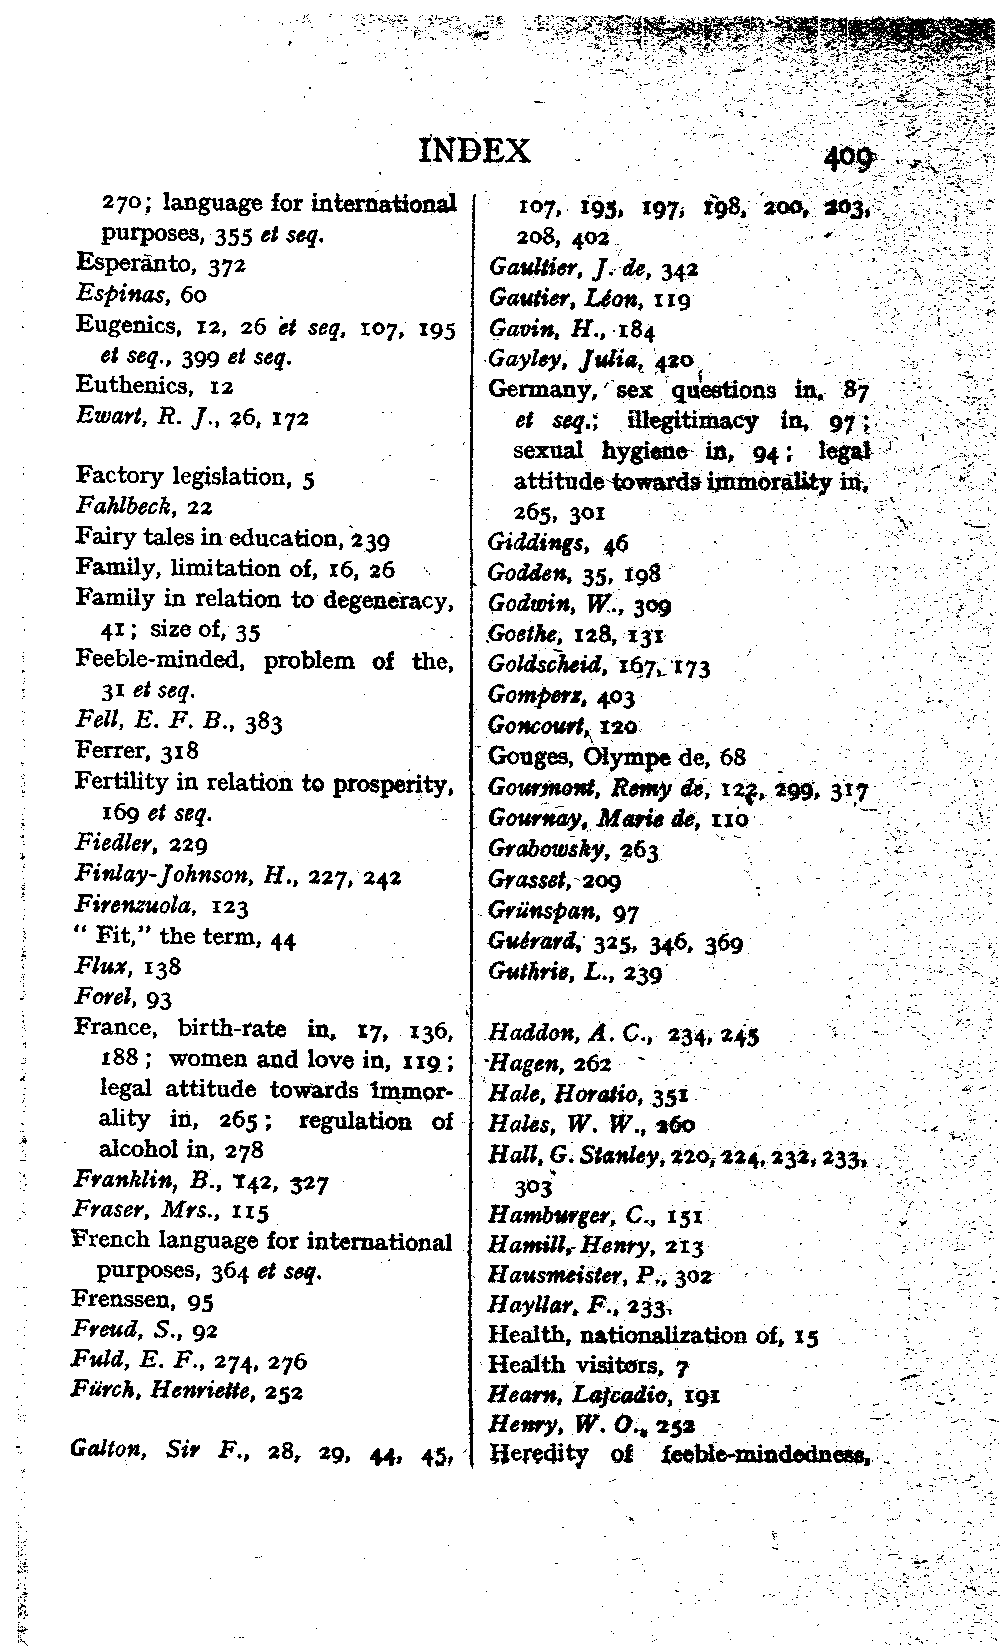 INDEX 409
270; language for international
purposes, 355 et seq.
Esperanto, 372
Espinas, 60
Eugenics, 12, 26 et seq, 107, 195
et seq., 399 et seq.
Euthenics, 12
Ewart, R. J., 26, 172
Factory legislation, 5
Fahlbeck, 22
Fairy tales in education, 239
Family, limitation of, 16, 26
Family in relation to degeneracy,
41; size of, 35
Feeble-minded, problem of the,
31 et seq.
Fell, E. F. B., 383
Ferrer, 318
Fertility in relation to prosperity,
169 et seq.
Fiedler, 229
Finlay-Johnson, H., 227, 242
Firenzuola, 123
" Fit," the term, 44
Flux, 138
Forel, 93
France, birth-rate in, 17, 136,
188; women and love in, 119;
legal attitude towards immor-
ality in, 265; regulation of
alcohol in, 278
Franklin, B., 142, 327
Fraser, Mrs., 115
French language for international
purposes, 364 et seq.
Frenssen, 95
Freud, S., 92
Fuld, E. F., 274, 276
Fürch, Henriette, 252
Galton, Sir F., 28, 29, 44, 45,
107, 195, 197, 198, 200, 203,
208, 402
Gaultier, J. de, 342
Gautier, Léon, 119
Gavin, H., 184
Gayley, Julia, 420
Germany, sex questions in, 87
et seq.; illegitimacy in, 97;
sexual hygiene in, 94; legal
attitude towards immorality in,
265, 301
Giddings, 46
Godden, 35, 198
Godwin, W., 309
Goethe, 128, 131
Goldscheid, 167, 173
Gomperz, 403
Goncourt, 120
Gouges, Olympe de, 68
Gourmont, Remy de, 122, 299, 317
Gournay, Marie de, 110
Grabowsky, 263
Grasset, 209
Grünspan, 97
Guérard, 325, 346, 369
Guthrie, L., 239
Haddon, A. C., 234, 245
Hagen, 262
Hale, Horatio, 351
Hales, W. W., 260
Hall, G. Stanley, 220, 224, 232, 233,
303
Hamburger, C., 151
Hamill, Henry, 213
Hausmeister, P., 302
Hayllar, F., 233,
Health, nationalization of, 15
Health visitors, 7
Hearn, Lafcadio, 191
Henry, W. O., 252
Heredity of feeble-mindedness,